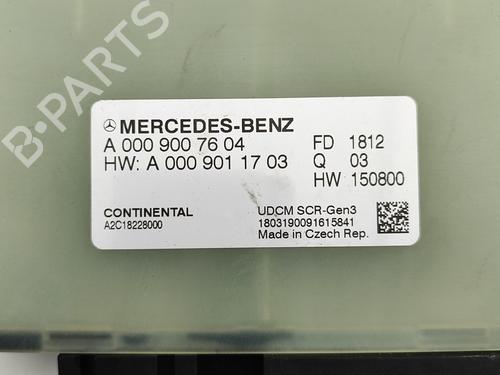 MERCEDES-BENZ
A 000 900 76 04
HW: A 000 901 17 03
FD 1812
Q 03
HW 150800
CONTINENTAL
A2C18228000
UDCM SCR-Gen3
1803190091615841
Made in Czech Rep.
B-PARTS